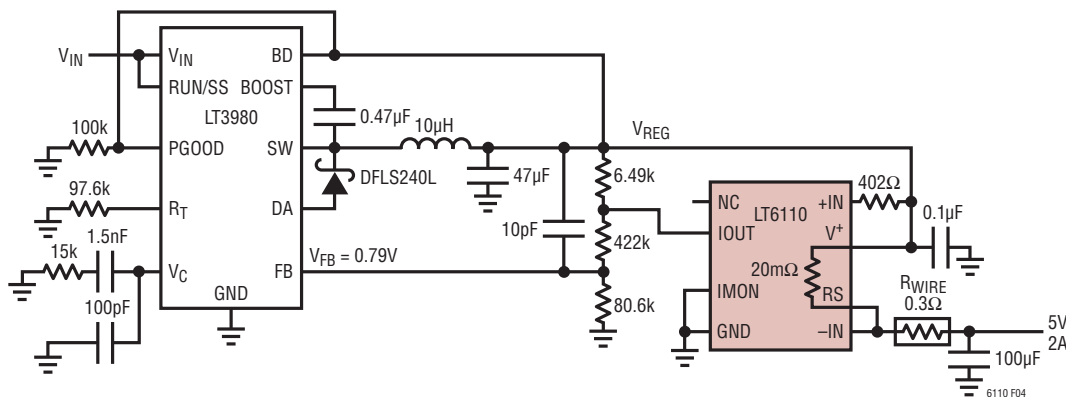 V_IN
V_IN
BD
RUN/SS
BOOST
LT3980
0.47µF
10µH
100k
PGOOD
SW
V_REG
DFLS240L
47µF
6.49k
97.6k
R_T
DA
10pF
422k
1.5nF
15k
V_C
V_FB = 0.79V
FB
100pF
GND
80.6k
NC
LT6110
+IN
402Ω
IOUT
V+
0.1µF
20mΩ
IMON
RS
R_WIRE
0.3Ω
GND
–IN
5V
2A
100µF
6110 F04